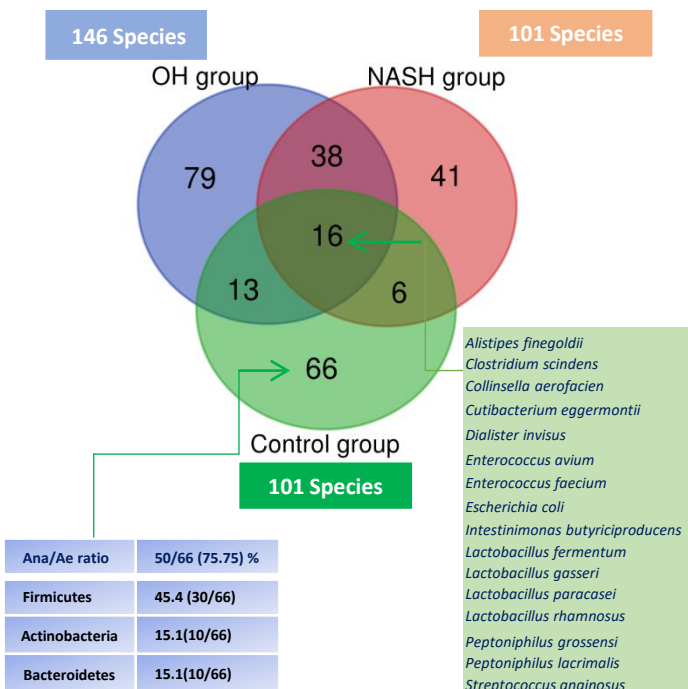 146 Species
101 Species
OH group
NASH group
79
38
41
16
13
6
66
Control group
101 Species
Alistipes finegoldii
Clostridium scindens
Collinsella aerofacien
Cutibacterium eggermontii
Dialister invisus
Enterococcus avium
Enterococcus faecium
Escherichia coli
Intestinimonas butyriciproducens
Lactobacillus fermentum
Lactobacillus gasseri
Lactobacillus paracasei
Lactobacillus rhamnosus
Peptoniphilus grossensi
Peptoniphilus lacrimalis
Streptococcus anginosus
Ana/Ae ratio 50/66 (75.75) %
Firmicutes 45.4 (30/66)
Actinobacteria 15.1(10/66)
Bacteroidetes 15.1(10/66)